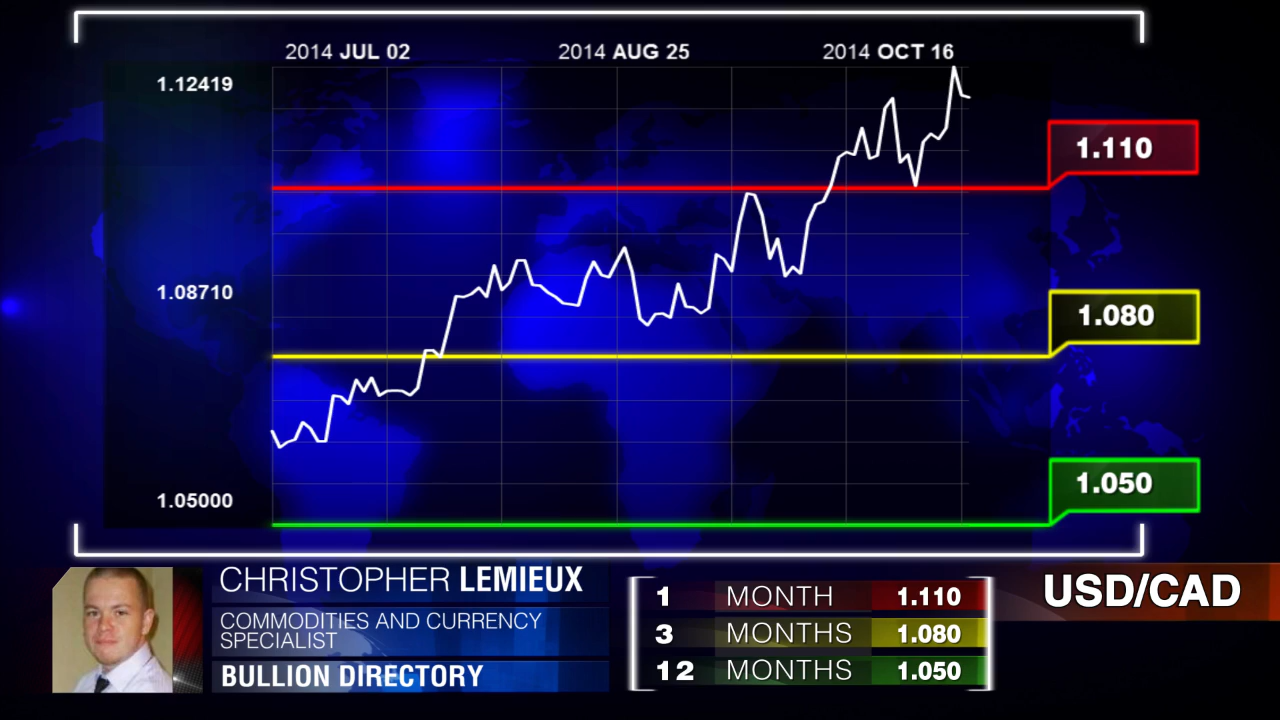 2014 JUL 02
2014 AUG 25
2014 OCT 16
1.12419
1.110
1.08710
1.080
1.05000
1.050
CHRISTOPHER LEMIEUX
COMMODITIES AND CURRENCY
SPECIALIST
BULLION DIRECTORY
1 MONTH 1.110
3 MONTHS 1.080
12 MONTHS 1.050
USD/CAD